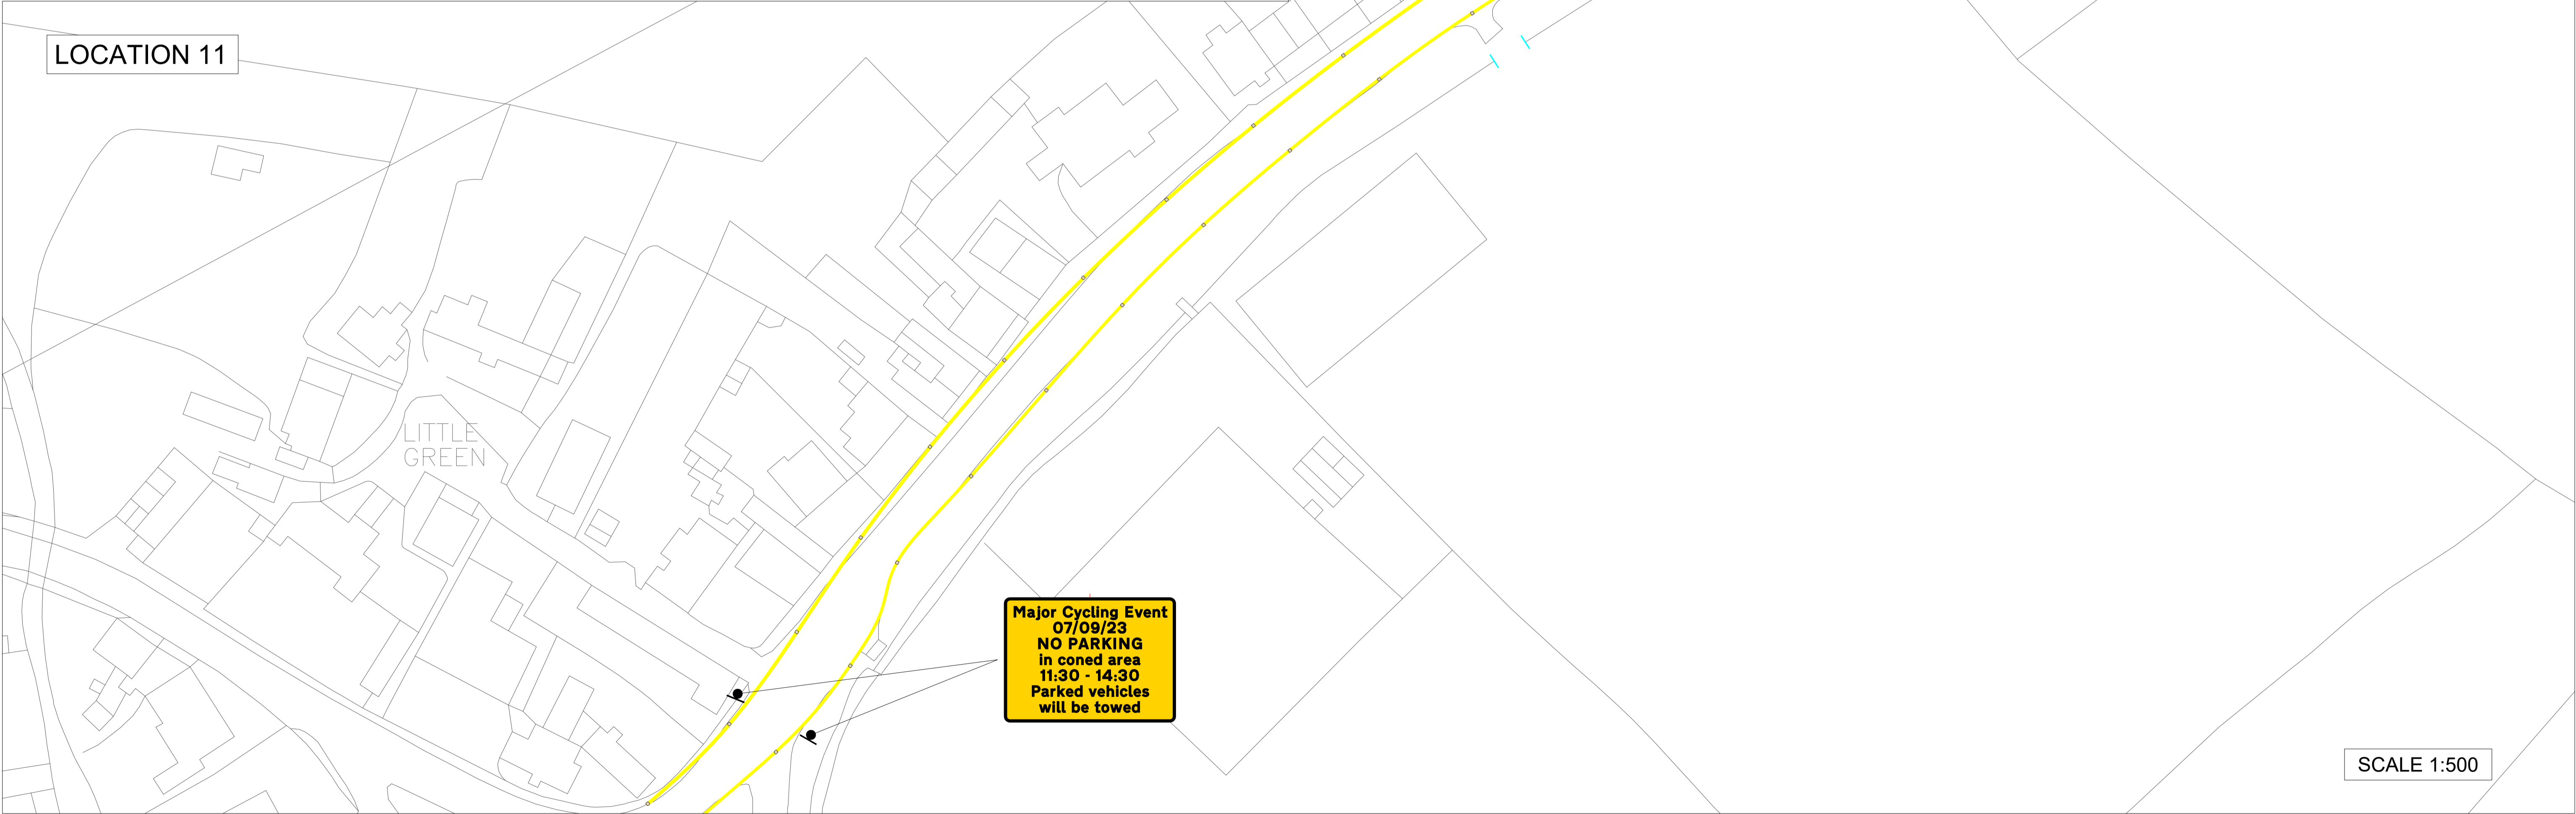 LOCATION 11
LITTLE
GREEN
Major Cycling Event
07/09/23
NO PARKING
in coned area
11:30 - 14:30
Parked vehicles
will be towed
SCALE 1:500